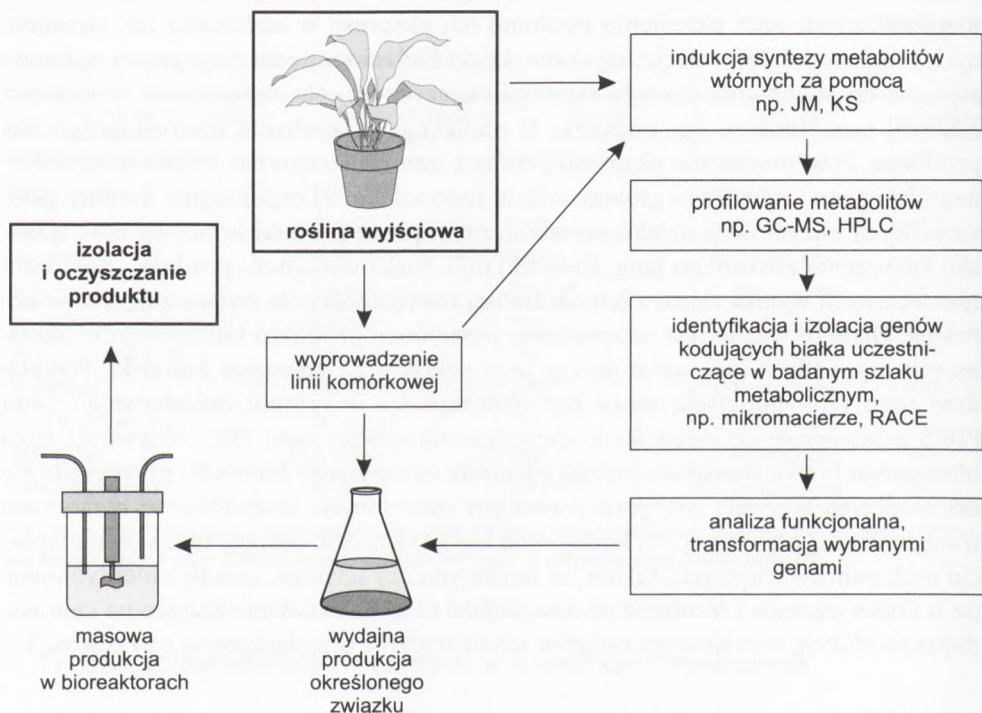 roślina wyjściowa
izolacja
i oczyszczanie
produktu
wyprowadzenie
linii komórkowej
indukcja syntezy metabolitów
wtórnych za pomocą
np. JM, KS
profilowanie metabolitów
np. GC-MS, HPLC
identyfikacja i izolacja genów
kodujących białka uczestni-
czące w badanym szlaku
metabolicznym,
np. mikromacierze, RACE
analiza funkcjonalna,
transformacja wybranymi
genami
wydajna
produkcja
określonego
związku
masowa
produkcja
w bioreaktorach